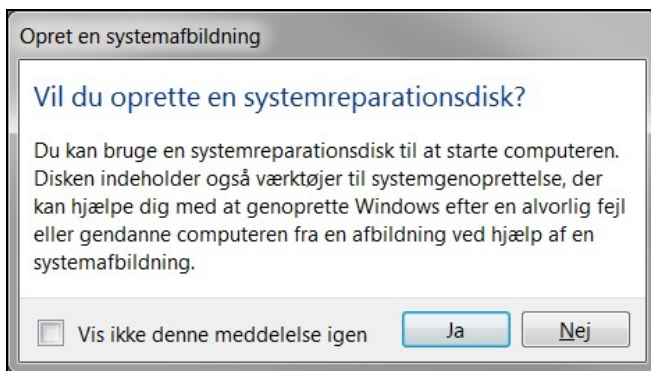 Opret en systemafbildning
Vil du oprette en systemreparationsdisk?
Du kan bruge en systemreparationsdisk til at starte computeren.
Disken indeholder også værktøjer til systemgenoprettelse, der
kan hjælpe dig med at genoprette Windows efter en alvorlig fejl
eller gendanne computeren fra en afbildning ved hjælp af en
systemafbildning.
Vis ikke denne meddelelse igen Ja Nej